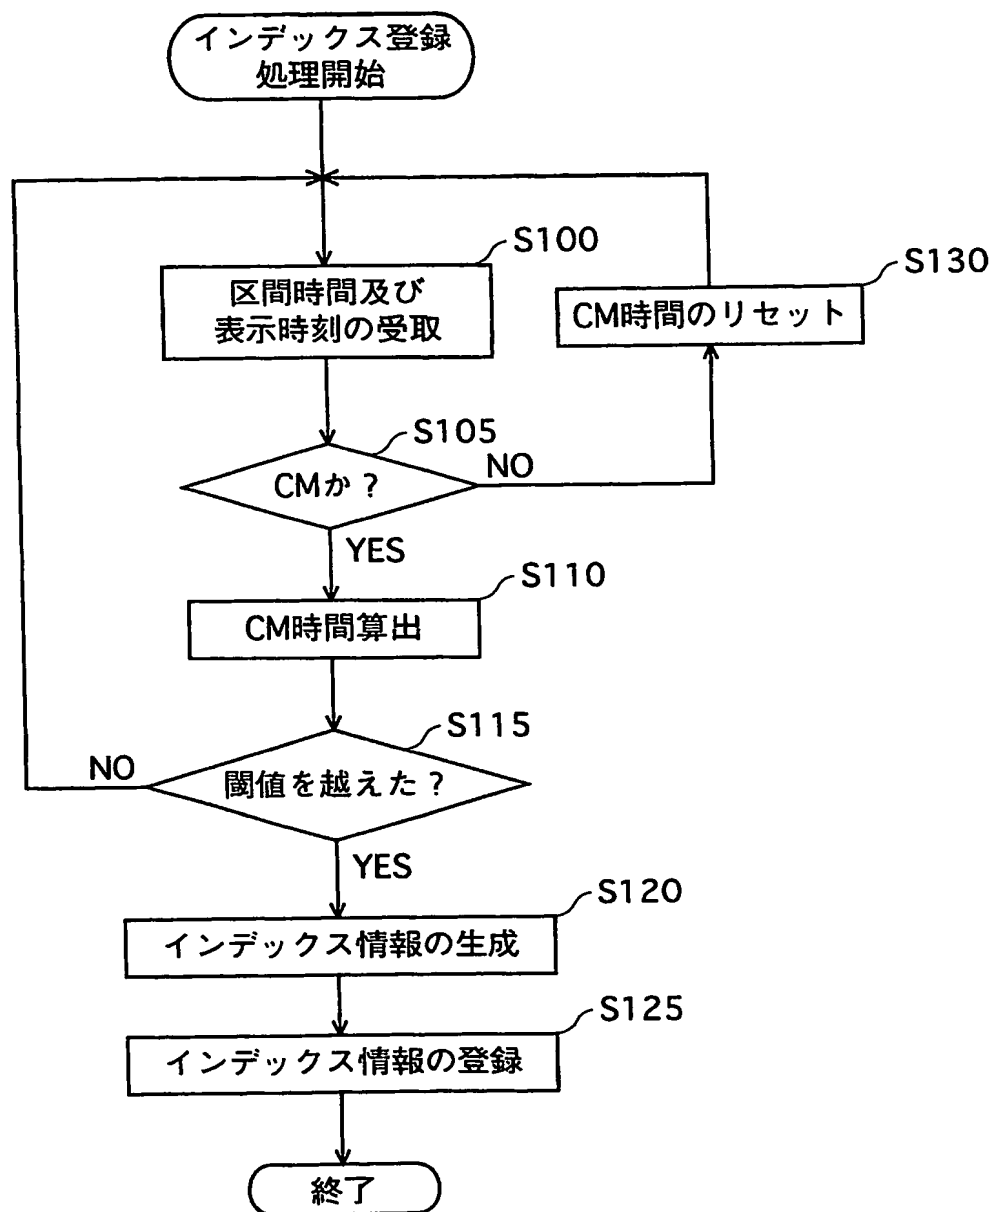 インデックス登録
処理開始
S100
区間時間及び
表示時刻の受取
S130
CM時間のリセット
S105
CMか？
NO
YES
S110
CM時間算出
S115
閾値を越えた？
NO
YES
S120
インデックス情報の生成
S125
インデックス情報の登録
終了